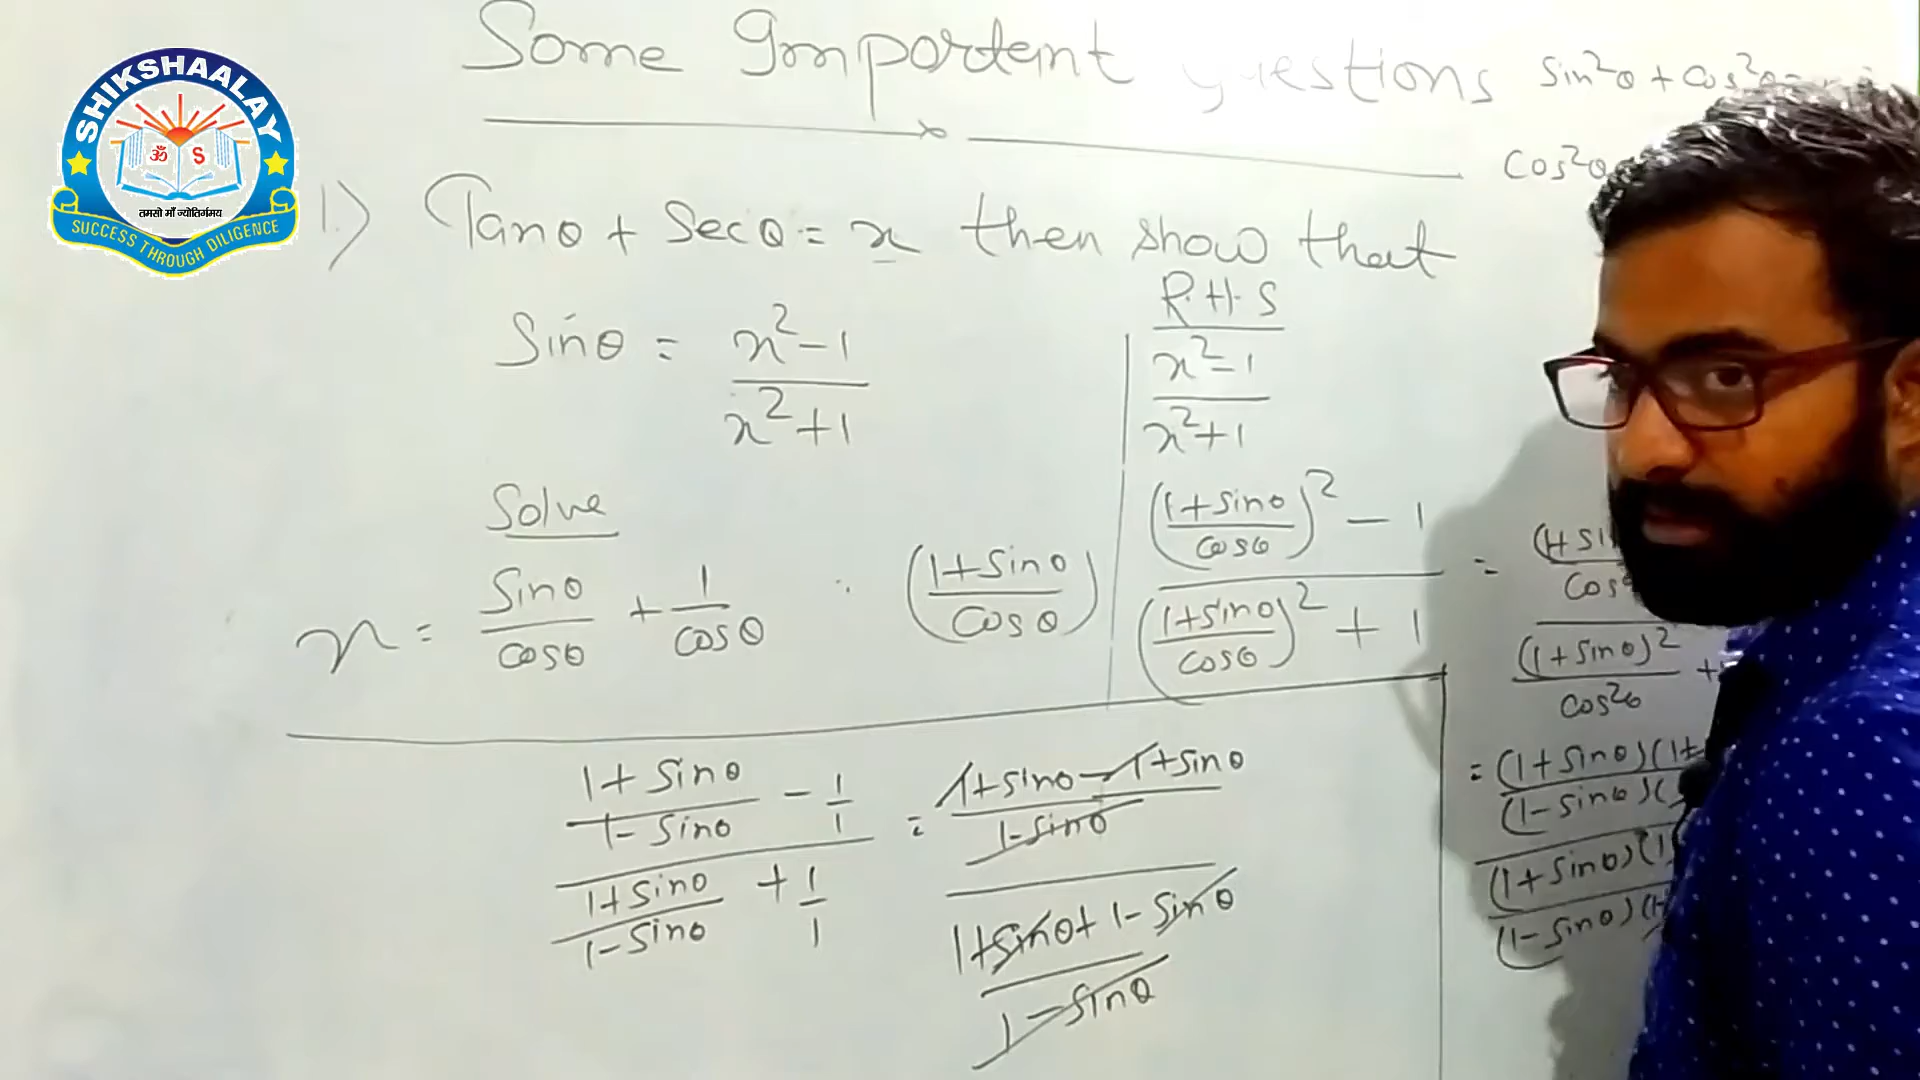 SHIKSHAALAY
ॐ S
तमसो माँ ज्योतिर्गमय
SUCCESS THROUGH DILIGENCE
Some Importent questions
Sin²θ + Cos²θ =
Cos²θ
1.) Tanθ + Secθ = x then show that
Sinθ = x² - 1 / x² + 1
Solve
x = Sinθ / cosθ + 1 / cosθ
(1 + Sinθ / Cosθ)
R.H.S
x² - 1 / x² + 1
(1 + sinθ / cosθ)² - 1
(1 + sinθ / cosθ)² + 1
= (1 + si
Cos²
(1 + sinθ)² / cos²θ +
= (1 + sinθ)(1 +
(1 - sinθ)(
(1 + sinθ)(1
(1 - sinθ)(1
1 + sinθ / 1 - sinθ - 1 / 1
1 + sinθ / 1 - sinθ + 1 / 1
= 1 + sinθ - 1 + sinθ / 1 - sinθ
1 + sinθ + 1 - sinθ / 1 - sinθ